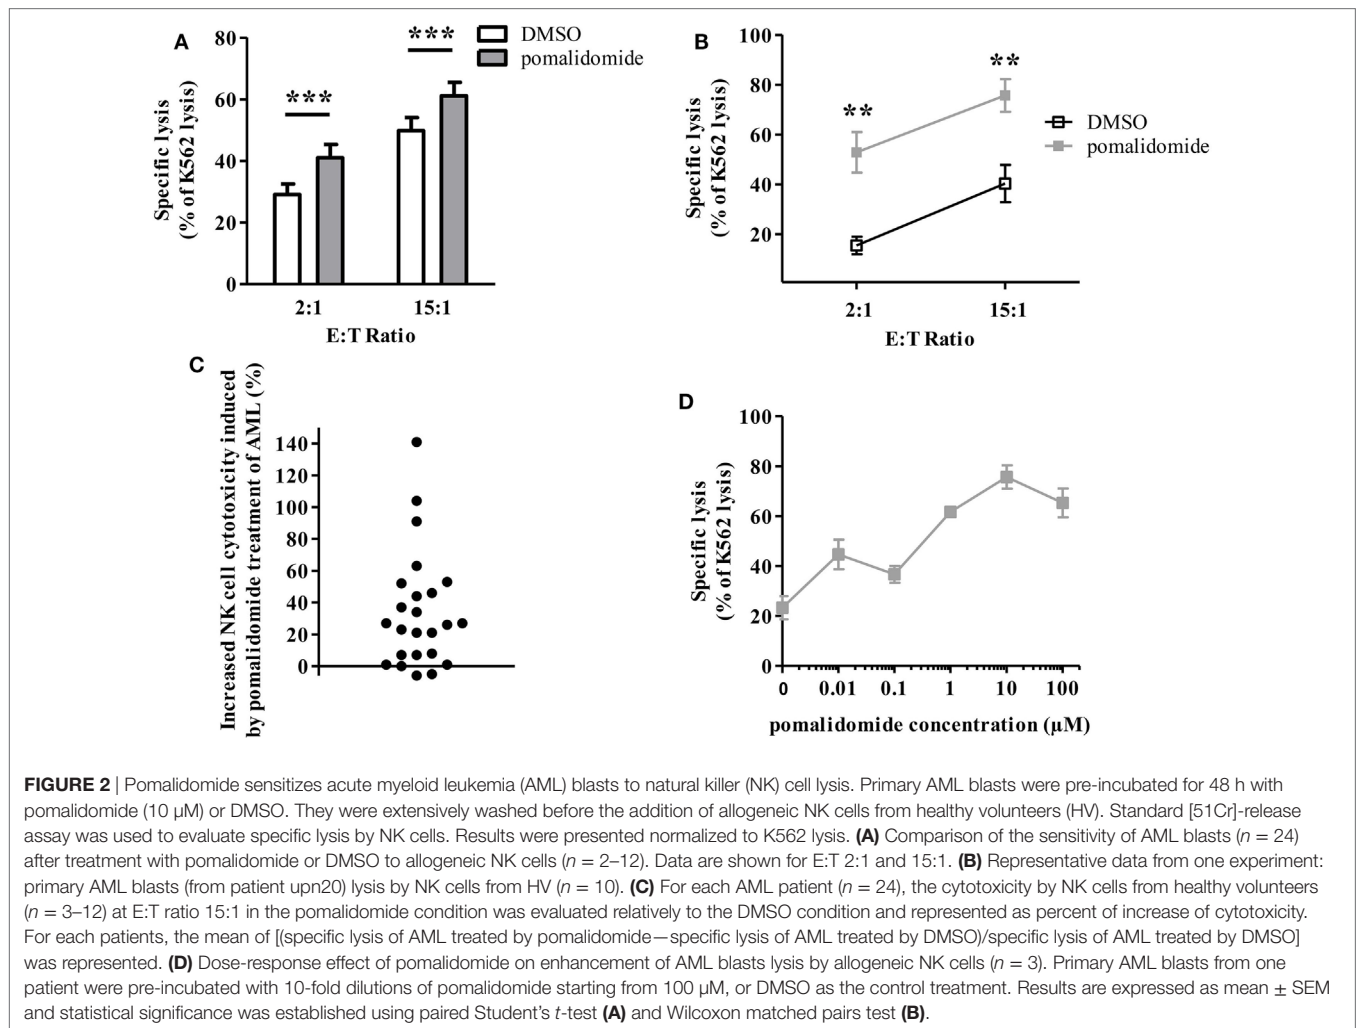 A
80
60
40
20
0
Specific lysis
(% of K562 lysis)
***
***
DMSO
pomalidomide
2:1
15:1
E:T Ratio
B
100
80
60
40
20
Specific lysis
(% of K562 lysis)
**
**
DMSO
pomalidomide
2:1
15:1
E:T Ratio
C
Increased NK cell cytotoxicity induced
by pomalidomide treatment of AML (%)
140
120
100
80
60
40
20
0
D
100
80
60
40
20
0
Specific lysis
(% of K562 lysis)
0 0.01 0.1 1 10 100
pomalidomide concentration (µM)
FIGURE 2 | Pomalidomide sensitizes acute myeloid leukemia (AML) blasts to natural killer (NK) cell lysis. Primary AML blasts were pre-incubated for 48 h with
pomalidomide (10 µM) or DMSO. They were extensively washed before the addition of allogeneic NK cells from healthy volunteers (HV). Standard [51Cr]-release
assay was used to evaluate specific lysis by NK cells. Results were presented normalized to K562 lysis. (A) Comparison of the sensitivity of AML blasts (n = 24)
after treatment with pomalidomide or DMSO to allogeneic NK cells (n = 2–12). Data are shown for E:T 2:1 and 15:1. (B) Representative data from one experiment:
primary AML blasts (from patient upn20) lysis by NK cells from HV (n = 10). (C) For each AML patient (n = 24), the cytotoxicity by NK cells from healthy volunteers
(n = 3–12) at E:T ratio 15:1 in the pomalidomide condition was evaluated relatively to the DMSO condition and represented as percent of increase of cytotoxicity.
For each patients, the mean of [(specific lysis of AML treated by pomalidomide—specific lysis of AML treated by DMSO)/specific lysis of AML treated by DMSO]
was represented. (D) Dose-response effect of pomalidomide on enhancement of AML blasts lysis by allogeneic NK cells (n = 3). Primary AML blasts from one
patient were pre-incubated with 10-fold dilutions of pomalidomide starting from 100 µM, or DMSO as the control treatment. Results are expressed as mean ± SEM
and statistical significance was established using paired Student's t-test (A) and Wilcoxon matched pairs test (B).